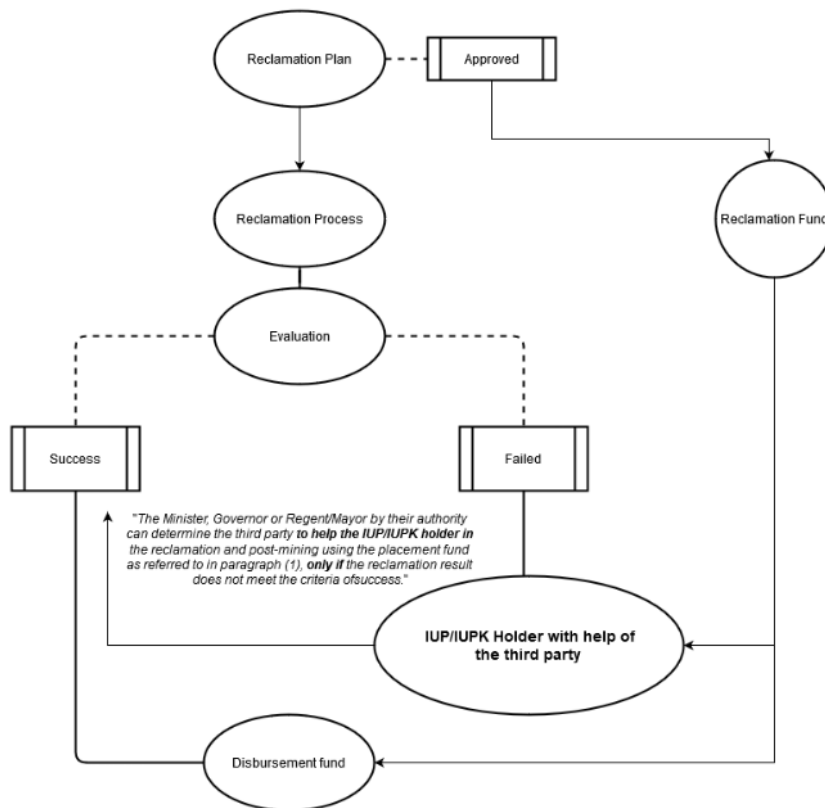 Reclamation Plan
Approved
Reclamation Process
Reclamation Fund
Evaluation
Success
Failed
"The Minister, Governor or Regent/Mayor by their authority
can determine the third party to help the IUP/IUPK holder in
the reclamation and post-mining using the placement fund
as referred to in paragraph (1), only if the reclamation result
does not meet the criteria ofsuccess."
IUP/IUPK Holder with help of
the third party
Disbursement fund